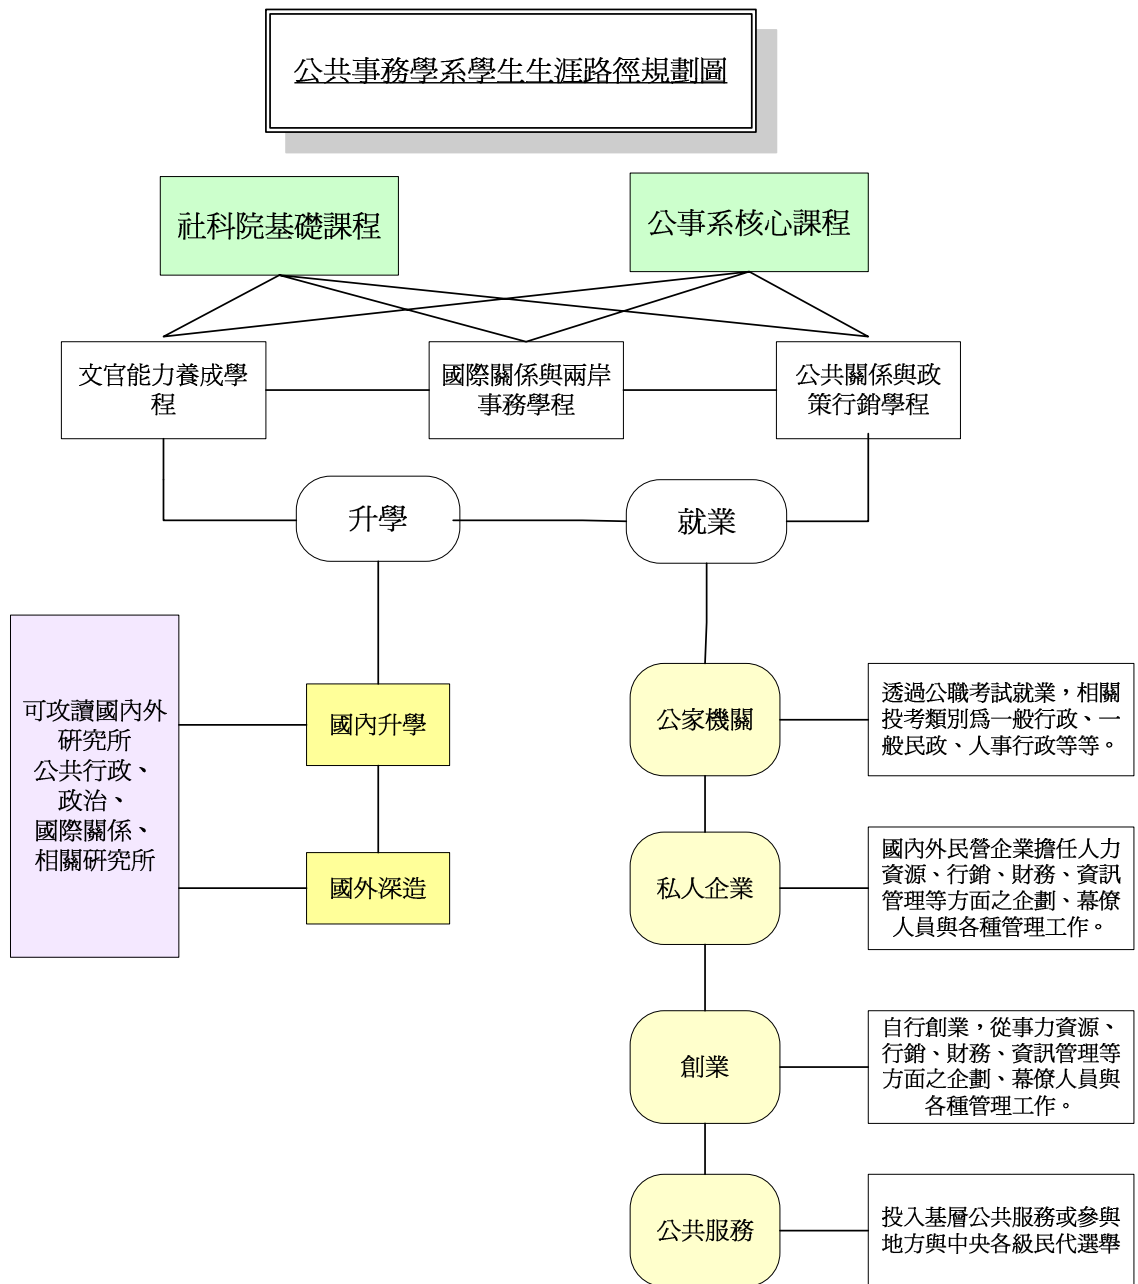 公共事務學系學生生涯路徑規劃圖
社科院基礎課程
公事系核心課程
文官能力養成學
程
國際關係與兩岸
事務學程
公共關係與政
策行銷學程
升學
就業
可攻讀國內外
研究所
公共行政、
政治、
國際關係、
相關研究所
國內升學
國外深造
公家機關
透過公職考試就業，相關
投考類別為一般行政、一
般民政、人事行政等等。
私人企業
國內外民營企業擔任人力
資源、行銷、財務、資訊
管理等方面之企劃、幕僚
人員與各種管理工作。
創業
自行創業，從事力資源、
行銷、財務、資訊管理等
方面之企劃、幕僚人員與
各種管理工作。
公共服務
投入基層公共服務或參與
地方與中央各級民代選舉